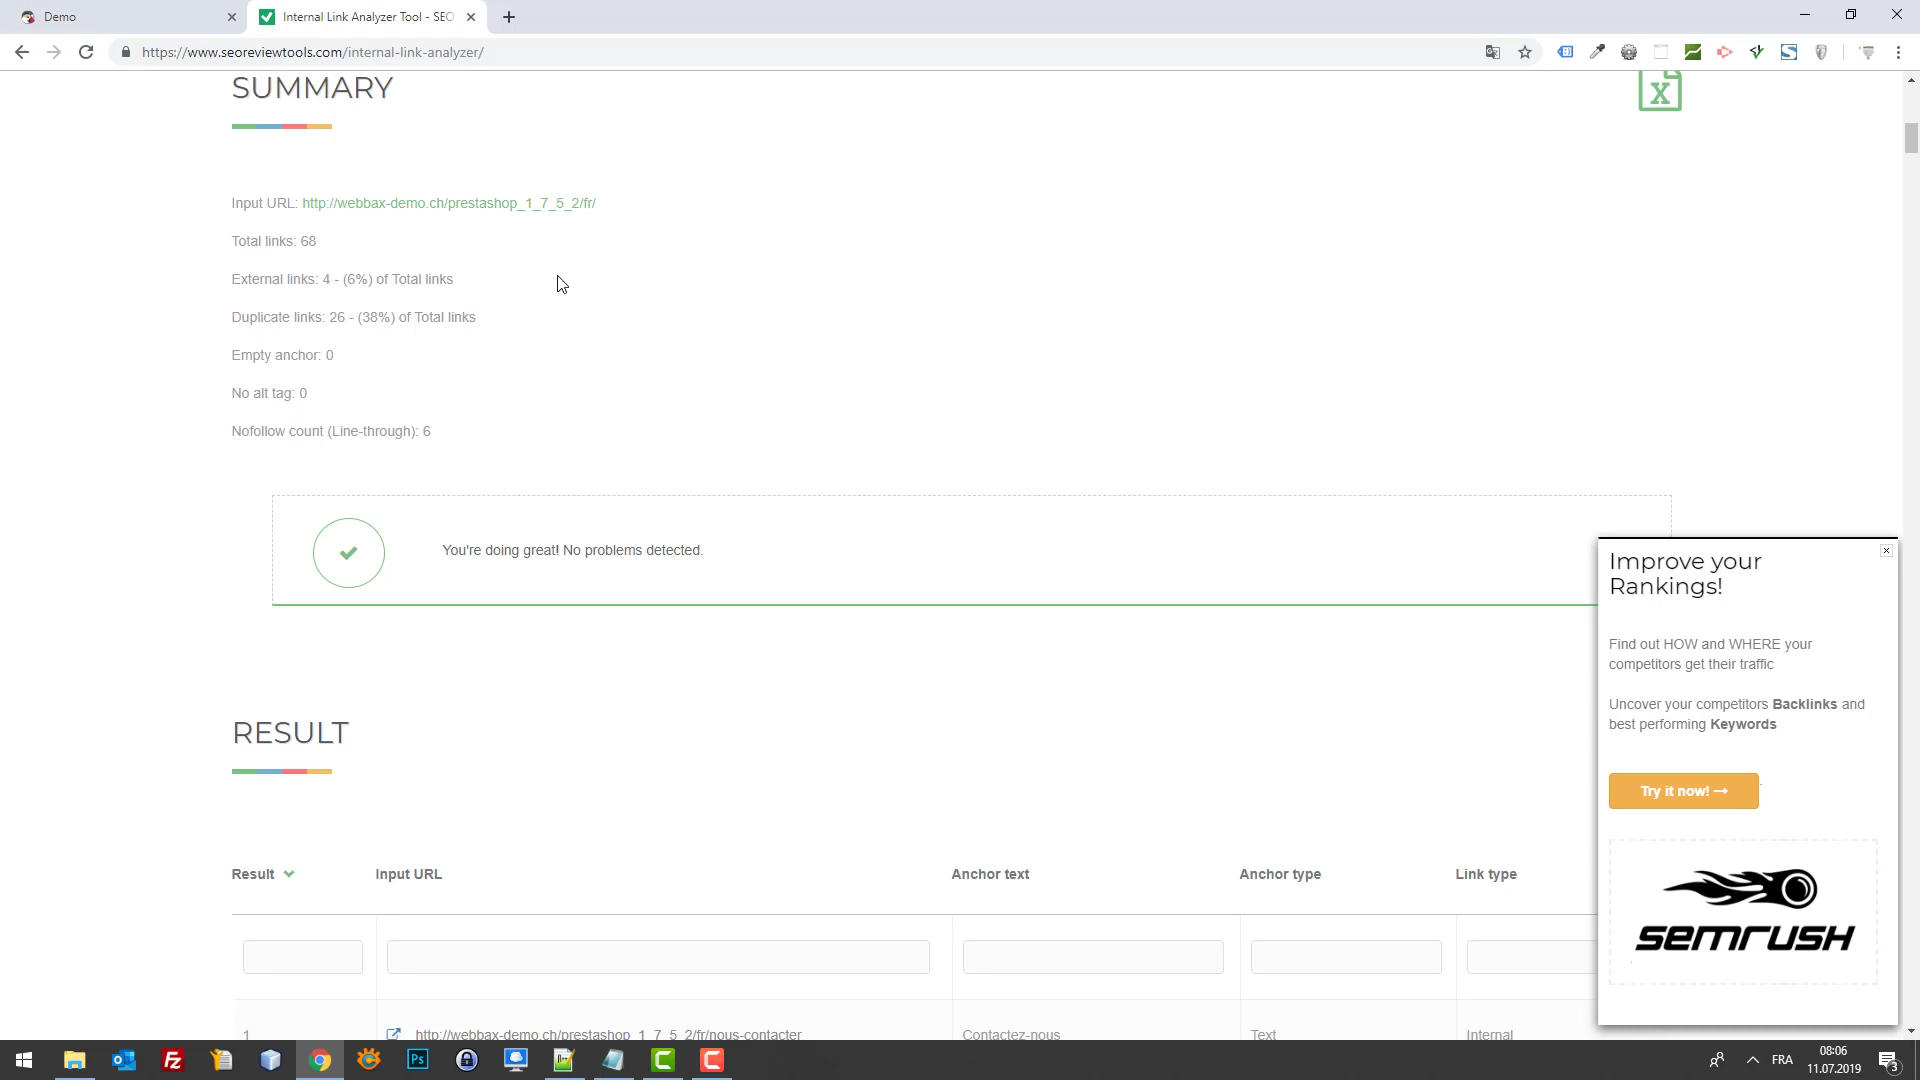 Demo
Internal Link Analyzer Tool - SEO
https://www.seoreviewtools.com/internal-link-analyzer/
SUMMARY
Input URL: http://webbax-demo.ch/prestashop_1_7_5_2/fr/
Total links: 68
External links: 4 - (6%) of Total links
Duplicate links: 26 - (38%) of Total links
Empty anchor: 0
No alt tag: 0
Nofollow count (Line-through): 6
You're doing great! No problems detected.
Improve your
Rankings!
Find out HOW and WHERE your
competitors get their traffic
Uncover your competitors Backlinks and
best performing Keywords
Try it now! →
semrush
RESULT
Result Input URL Anchor text Anchor type Link type
1 http://webbax-demo.ch/prestashop_1_7_5_2/fr/nous-contacter Contactez-nous Text Internal
FRA
08:06
11.07.2019
3